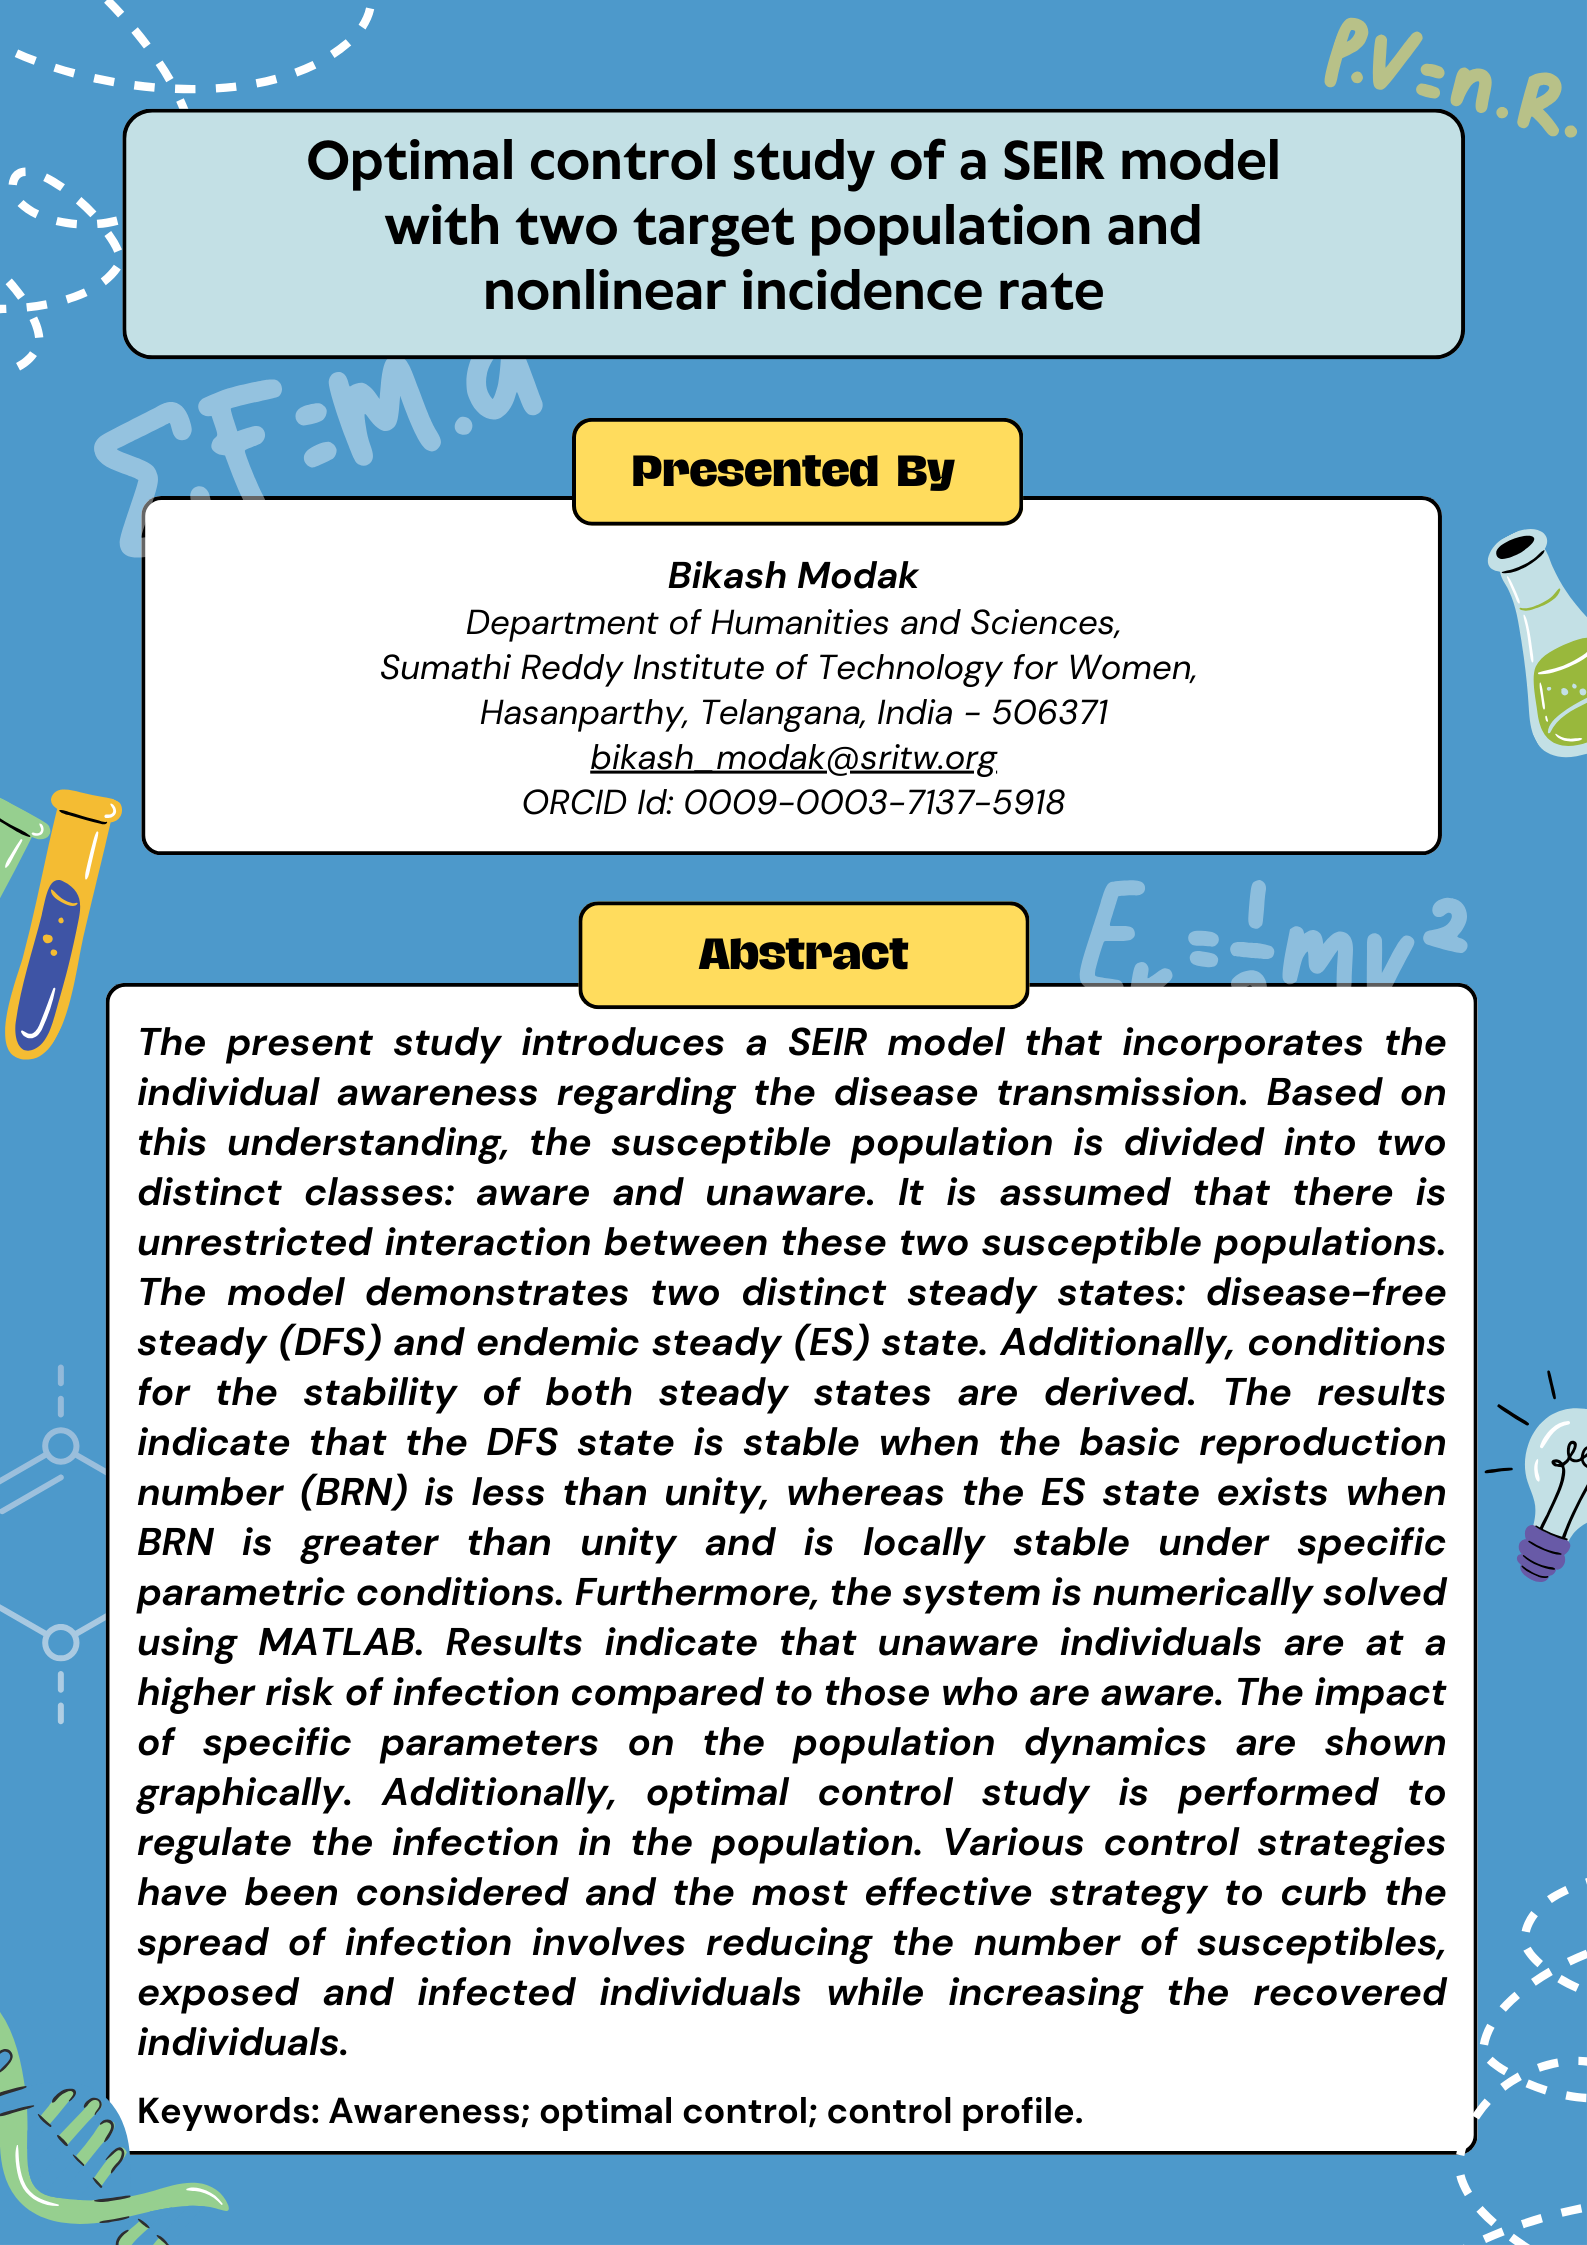 P.V=n.R.
Optimal control study of a SEIR model
with two target population and
nonlinear incidence rate
Σ.F=M.a
Presented By
Bikash Modak
Department of Humanities and Sciences,
Sumathi Reddy Institute of Technology for Women,
Hasanparthy, Telangana, India - 506371
bikash_modak@sritw.org
ORCID Id: 0009-0003-7137-5918
Abstract
The present study introduces a SEIR model that incorporates the
individual awareness regarding the disease transmission. Based on
this understanding, the susceptible population is divided into two
distinct classes: aware and unaware. It is assumed that there is
unrestricted interaction between these two susceptible populations.
The model demonstrates two distinct steady states: disease-free
steady (DFS) and endemic steady (ES) state. Additionally, conditions
for the stability of both steady states are derived. The results
indicate that the DFS state is stable when the basic reproduction
number (BRN) is less than unity, whereas the ES state exists when
BRN is greater than unity and is locally stable under specific
parametric conditions. Furthermore, the system is numerically solved
using MATLAB. Results indicate that unaware individuals are at a
higher risk of infection compared to those who are aware. The impact
of specific parameters on the population dynamics are shown
graphically. Additionally, optimal control study is performed to
regulate the infection in the population. Various control strategies
have been considered and the most effective strategy to curb the
spread of infection involves reducing the number of susceptibles,
exposed and infected individuals while increasing the recovered
individuals.
Keywords: Awareness; optimal control; control profile.